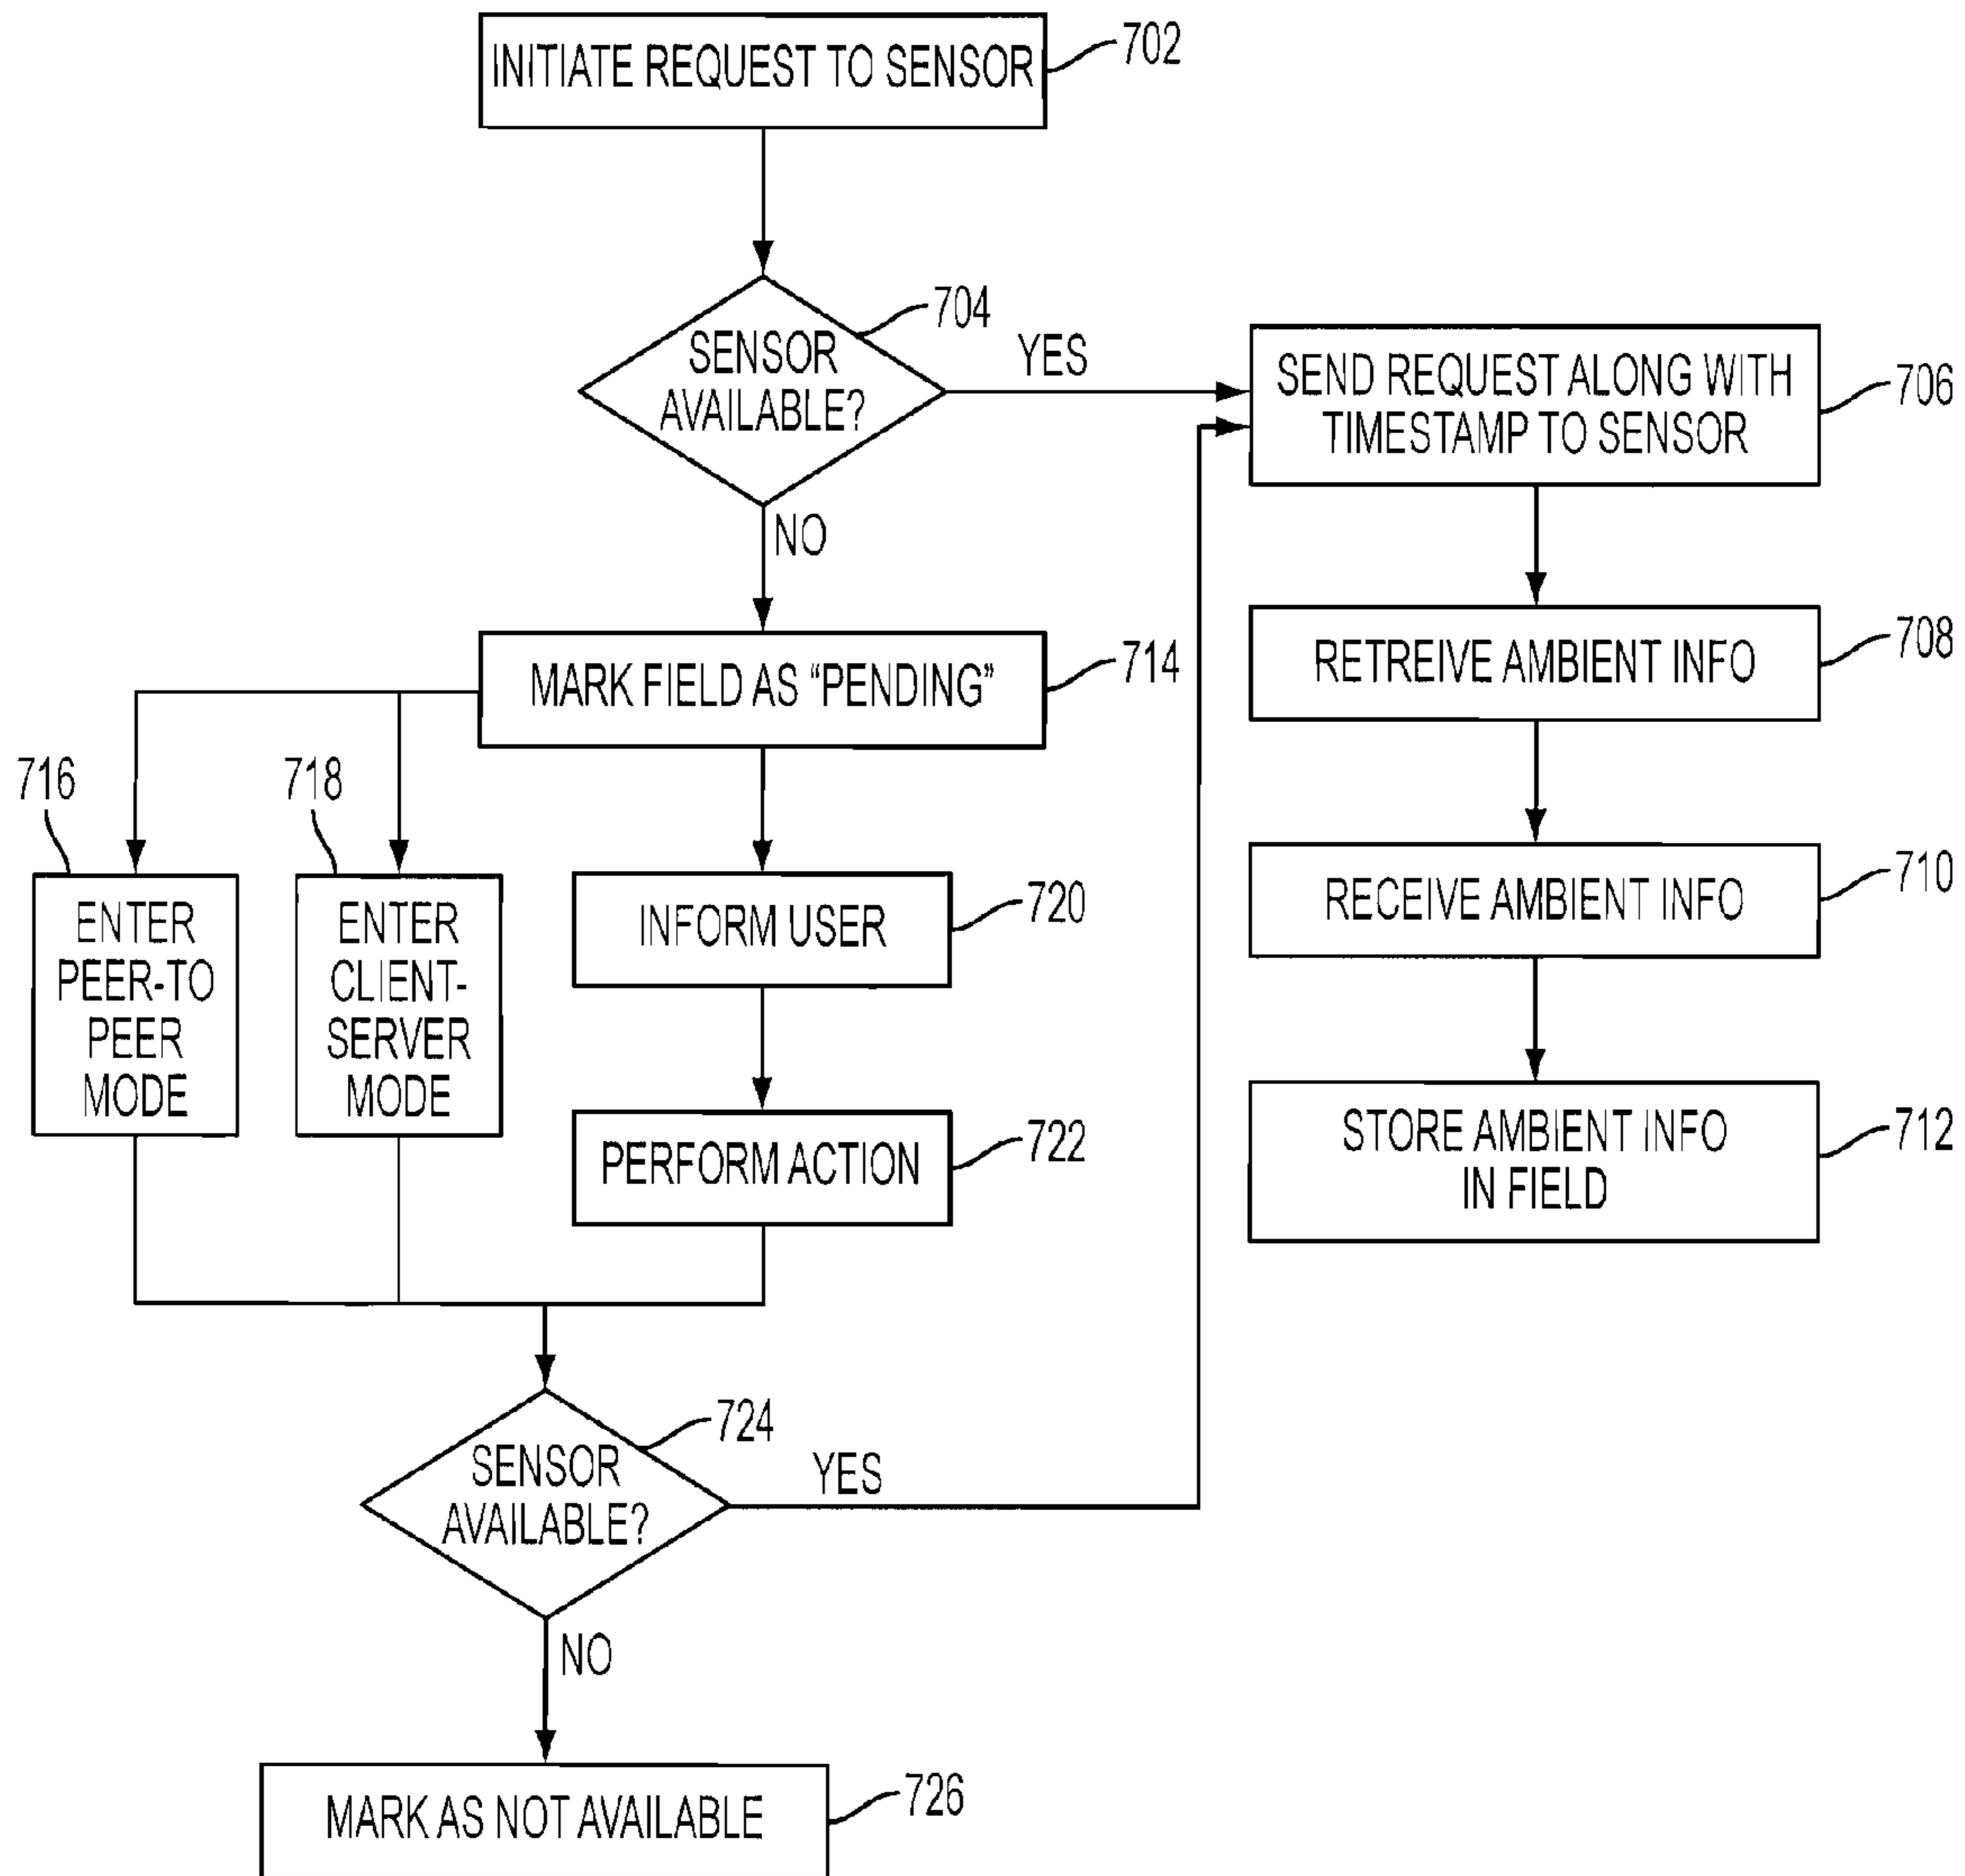 INITIATE REQUEST TO SENSOR
702
704
SENSOR
AVAILABLE?
YES
NO
SEND REQUEST ALONG WITH
TIMESTAMP TO SENSOR
706
RETREIVE AMBIENT INFO
708
RECEIVE AMBIENT INFO
710
STORE AMBIENT INFO
IN FIELD
712
MARK FIELD AS “PENDING”
714
716
ENTER
PEER-TO
PEER
MODE
718
ENTER
CLIENT-
SERVER
MODE
INFORM USER
720
PERFORM ACTION
722
724
SENSOR
AVAILABLE?
YES
NO
MARK AS NOT AVAILABLE
726